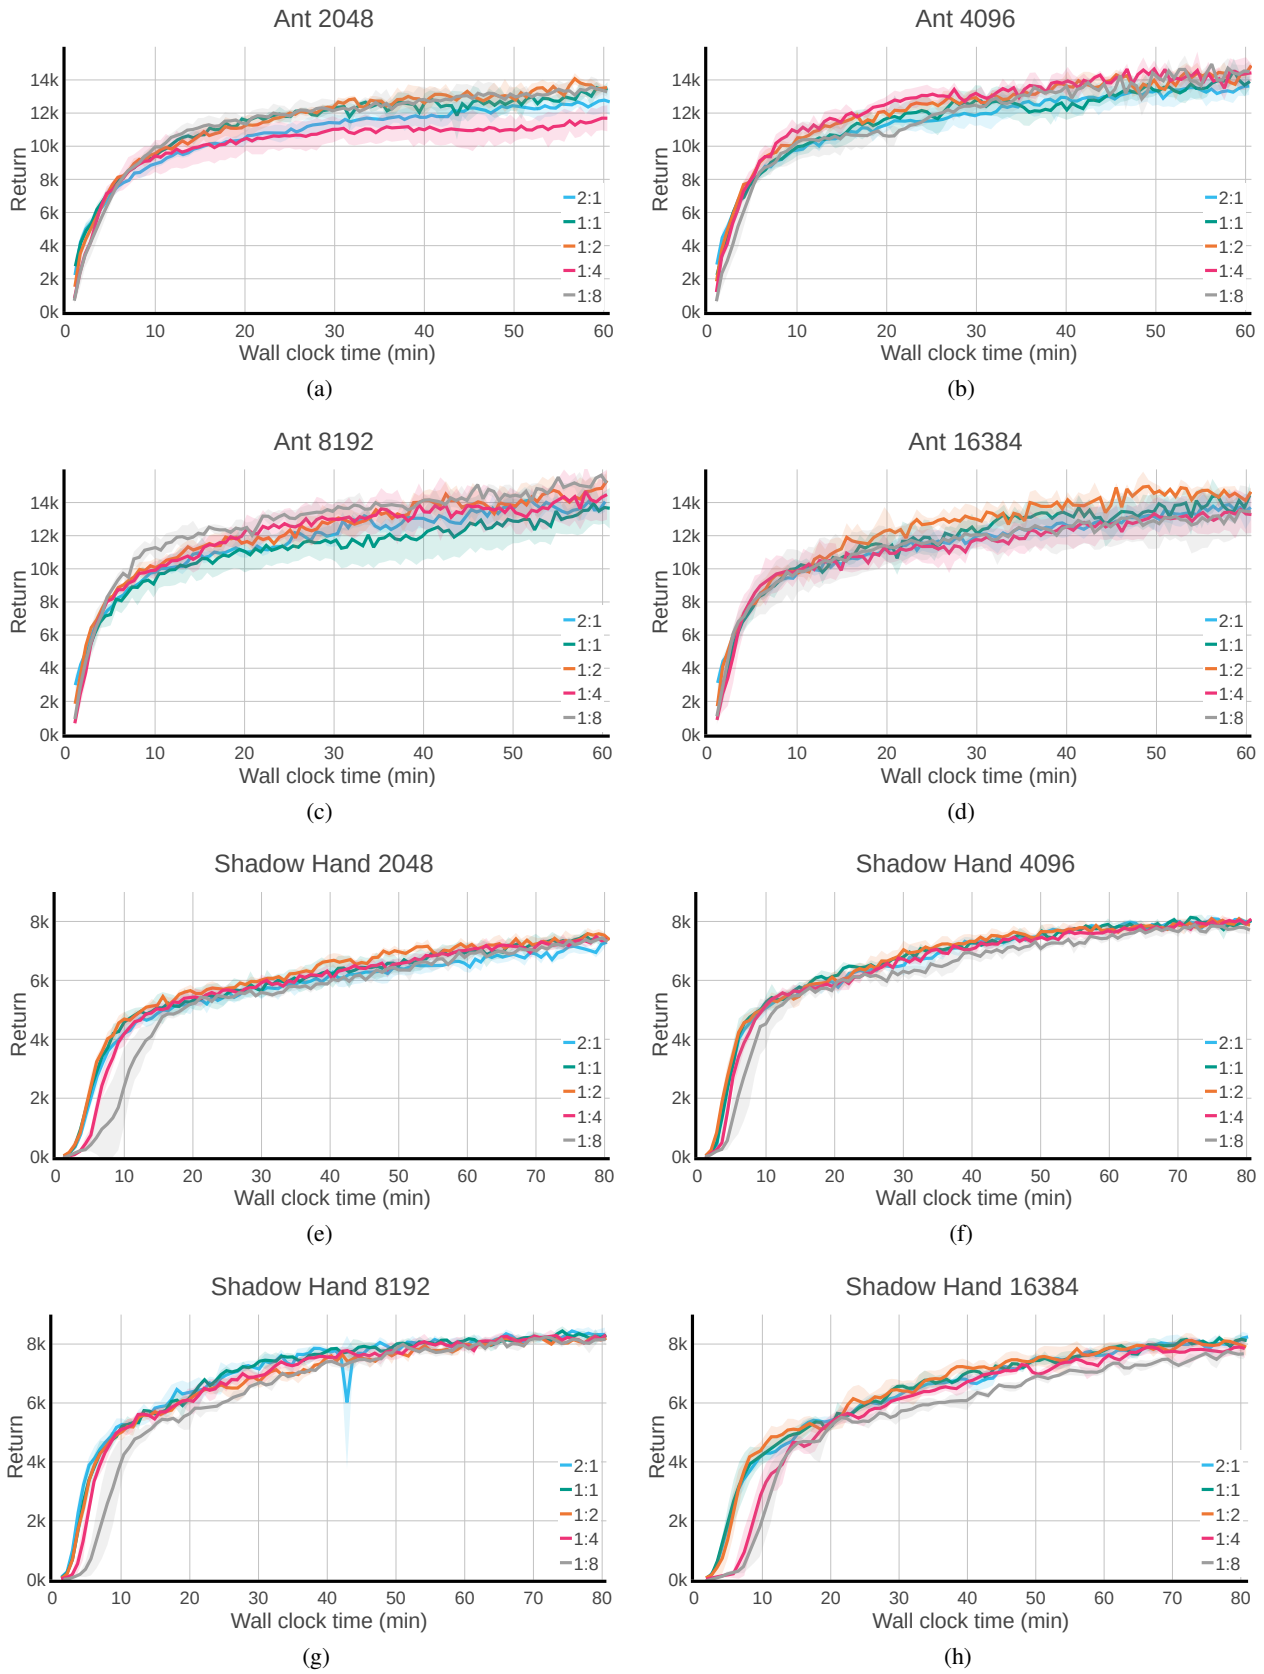 Ant 2048
Return
14k
12k
10k
8k
6k
4k
2k
0k
2:1
1:1
1:2
1:4
1:8
0 10 20 30 40 50 60
Wall clock time (min)
(a)
Ant 4096
Return
14k
12k
10k
8k
6k
4k
2k
0k
2:1
1:1
1:2
1:4
1:8
0 10 20 30 40 50 60
Wall clock time (min)
(b)
Ant 8192
Return
14k
12k
10k
8k
6k
4k
2k
0k
2:1
1:1
1:2
1:4
1:8
0 10 20 30 40 50 60
Wall clock time (min)
(c)
Ant 16384
Return
14k
12k
10k
8k
6k
4k
2k
0k
2:1
1:1
1:2
1:4
1:8
0 10 20 30 40 50 60
Wall clock time (min)
(d)
Shadow Hand 2048
Return
8k
6k
4k
2k
0k
2:1
1:1
1:2
1:4
1:8
0 10 20 30 40 50 60 70 80
Wall clock time (min)
(e)
Shadow Hand 4096
Return
8k
6k
4k
2k
0k
2:1
1:1
1:2
1:4
1:8
0 10 20 30 40 50 60 70 80
Wall clock time (min)
(f)
Shadow Hand 8192
Return
8k
6k
4k
2k
0k
2:1
1:1
1:2
1:4
1:8
0 10 20 30 40 50 60 70 80
Wall clock time (min)
(g)
Shadow Hand 16384
Return
8k
6k
4k
2k
0k
2:1
1:1
1:2
1:4
1:8
0 10 20 30 40 50 60 70 80
Wall clock time (min)
(h)